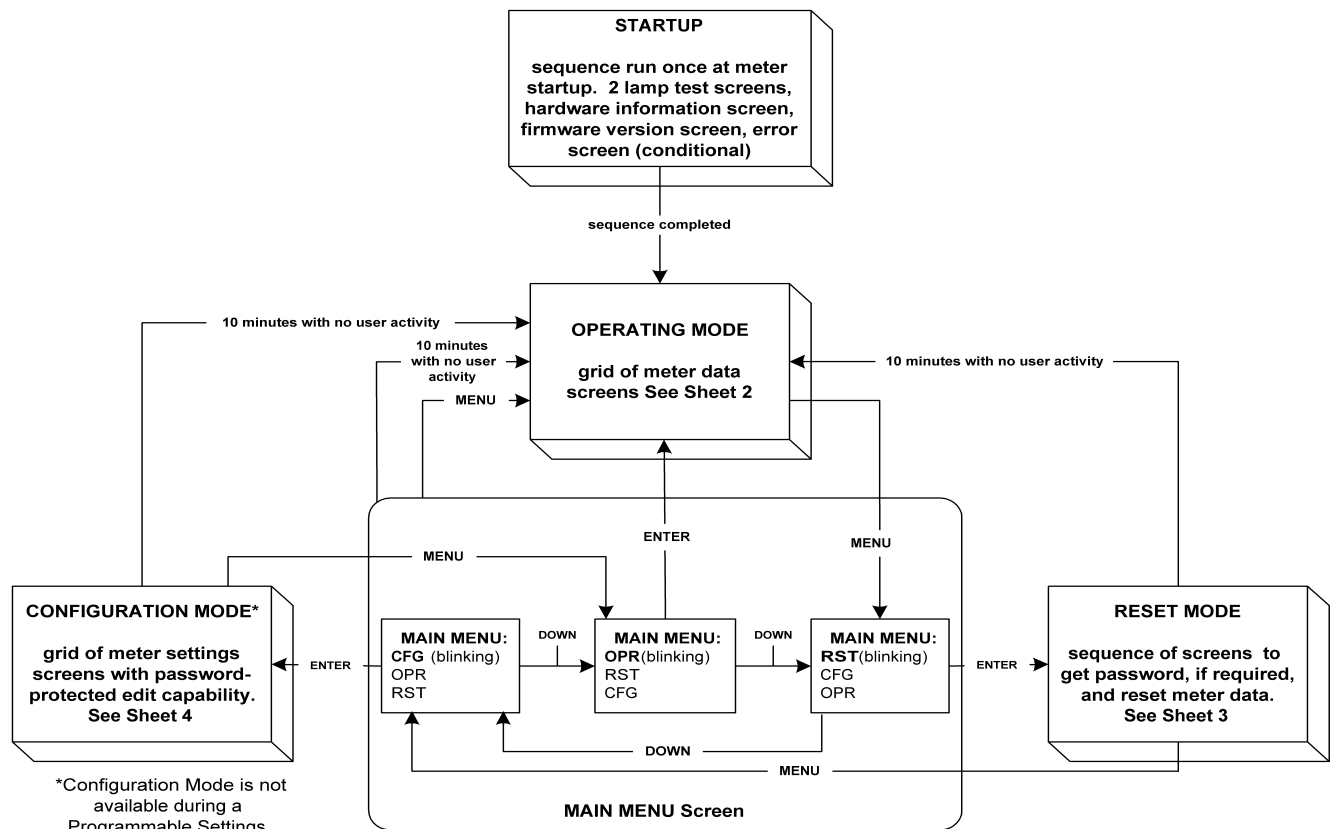 STARTUP
sequence run once at meter
startup. 2 lamp test screens,
hardware information screen,
firmware version screen, error
screen (conditional)
sequence completed
10 minutes with no user activity
10 minutes
with no user
activity
MENU
OPERATING MODE
grid of meter data
screens See Sheet 2
10 minutes with no user activity
ENTER
MENU
MENU
CONFIGURATION MODE*
grid of meter settings
screens with password-
protected edit capability.
See Sheet 4
ENTER
MAIN MENU:
CFG (blinking)
OPR
RST
DOWN
MAIN MENU:
OPR(blinking)
RST
CFG
DOWN
MAIN MENU:
RST(blinking)
CFG
OPR
ENTER
RESET MODE
sequence of screens to
get password, if required,
and reset meter data.
See Sheet 3
DOWN
MENU
MAIN MENU Screen
*Configuration Mode is not
available during a
Programmable Settings